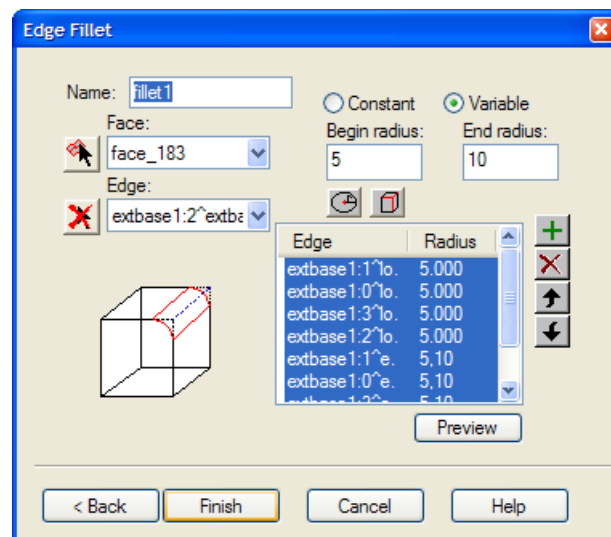 Edge Fillet
Name: fillet1
Constant Variable
Face:
Begin radius: End radius:
face_183
5 10
Edge:
extbase1:2^extba
Edge Radius
extbase1:1^lo. 5.000
extbase1:0^lo. 5.000
extbase1:3^lo. 5.000
extbase1:2^lo. 5.000
extbase1:1^e. 5,10
extbase1:0^e. 5,10
Preview
< Back Finish Cancel Help